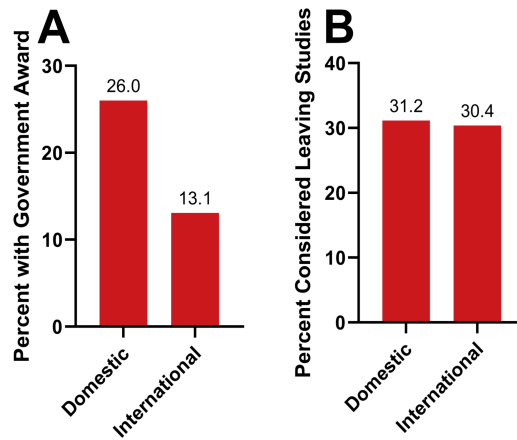 A
Percent with Government Award
30
20
10
0
26.0
13.1
Domestic
International
B
Percent Considered Leaving Studies
40
30
20
10
0
31.2
30.4
Domestic
International